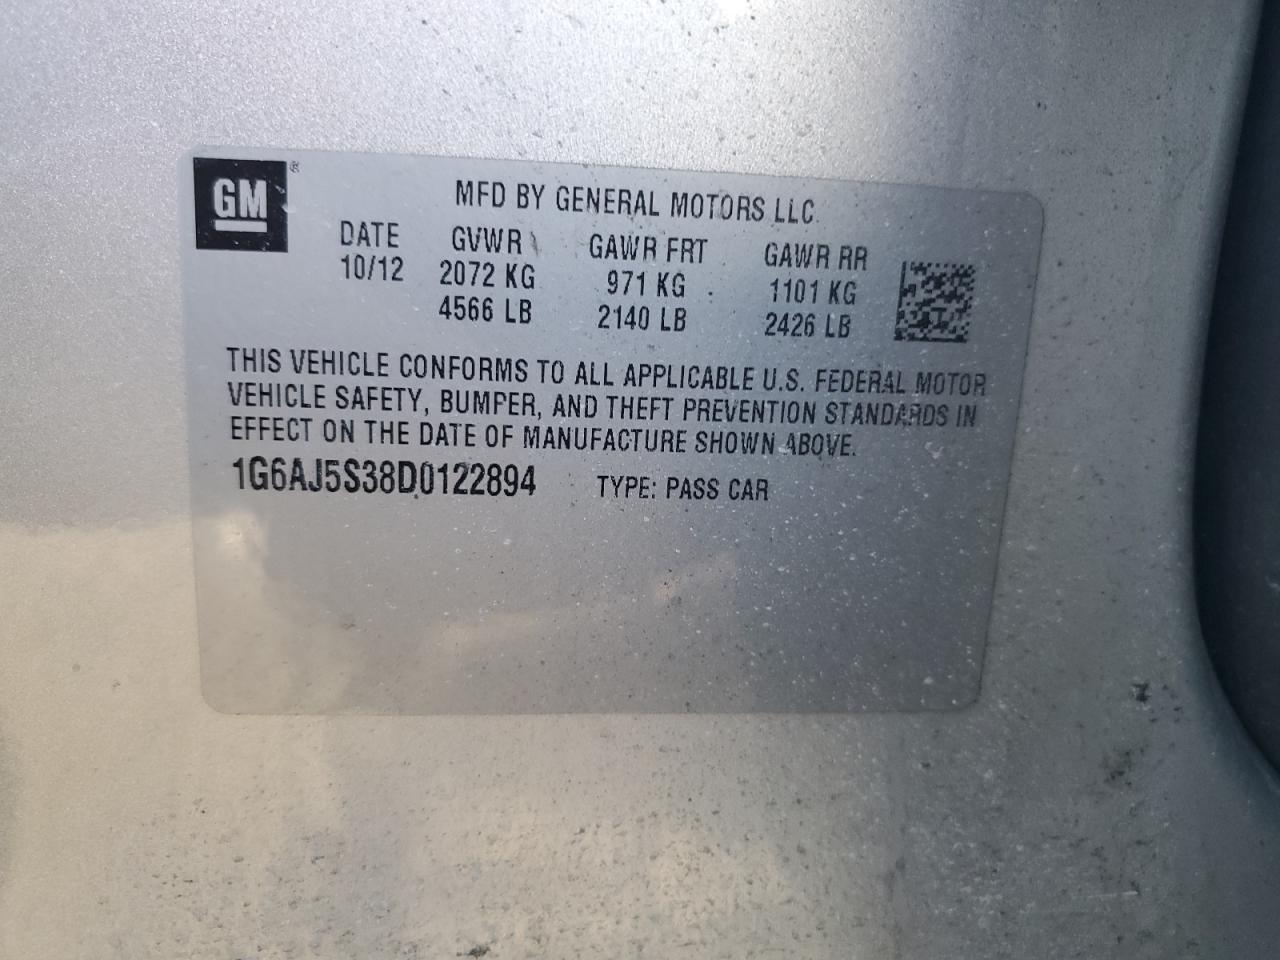 GM ®
MFD BY GENERAL MOTORS LLC
DATE GVWR GAWR FRT GAWR RR
10/12 2072 KG 971 KG 1101 KG
4566 LB 2140 LB 2426 LB
THIS VEHICLE CONFORMS TO ALL APPLICABLE U.S. FEDERAL MOTOR
VEHICLE SAFETY, BUMPER, AND THEFT PREVENTION STANDARDS IN
EFFECT ON THE DATE OF MANUFACTURE SHOWN ABOVE.
1G6AJ5S38D0122894 TYPE: PASS CAR